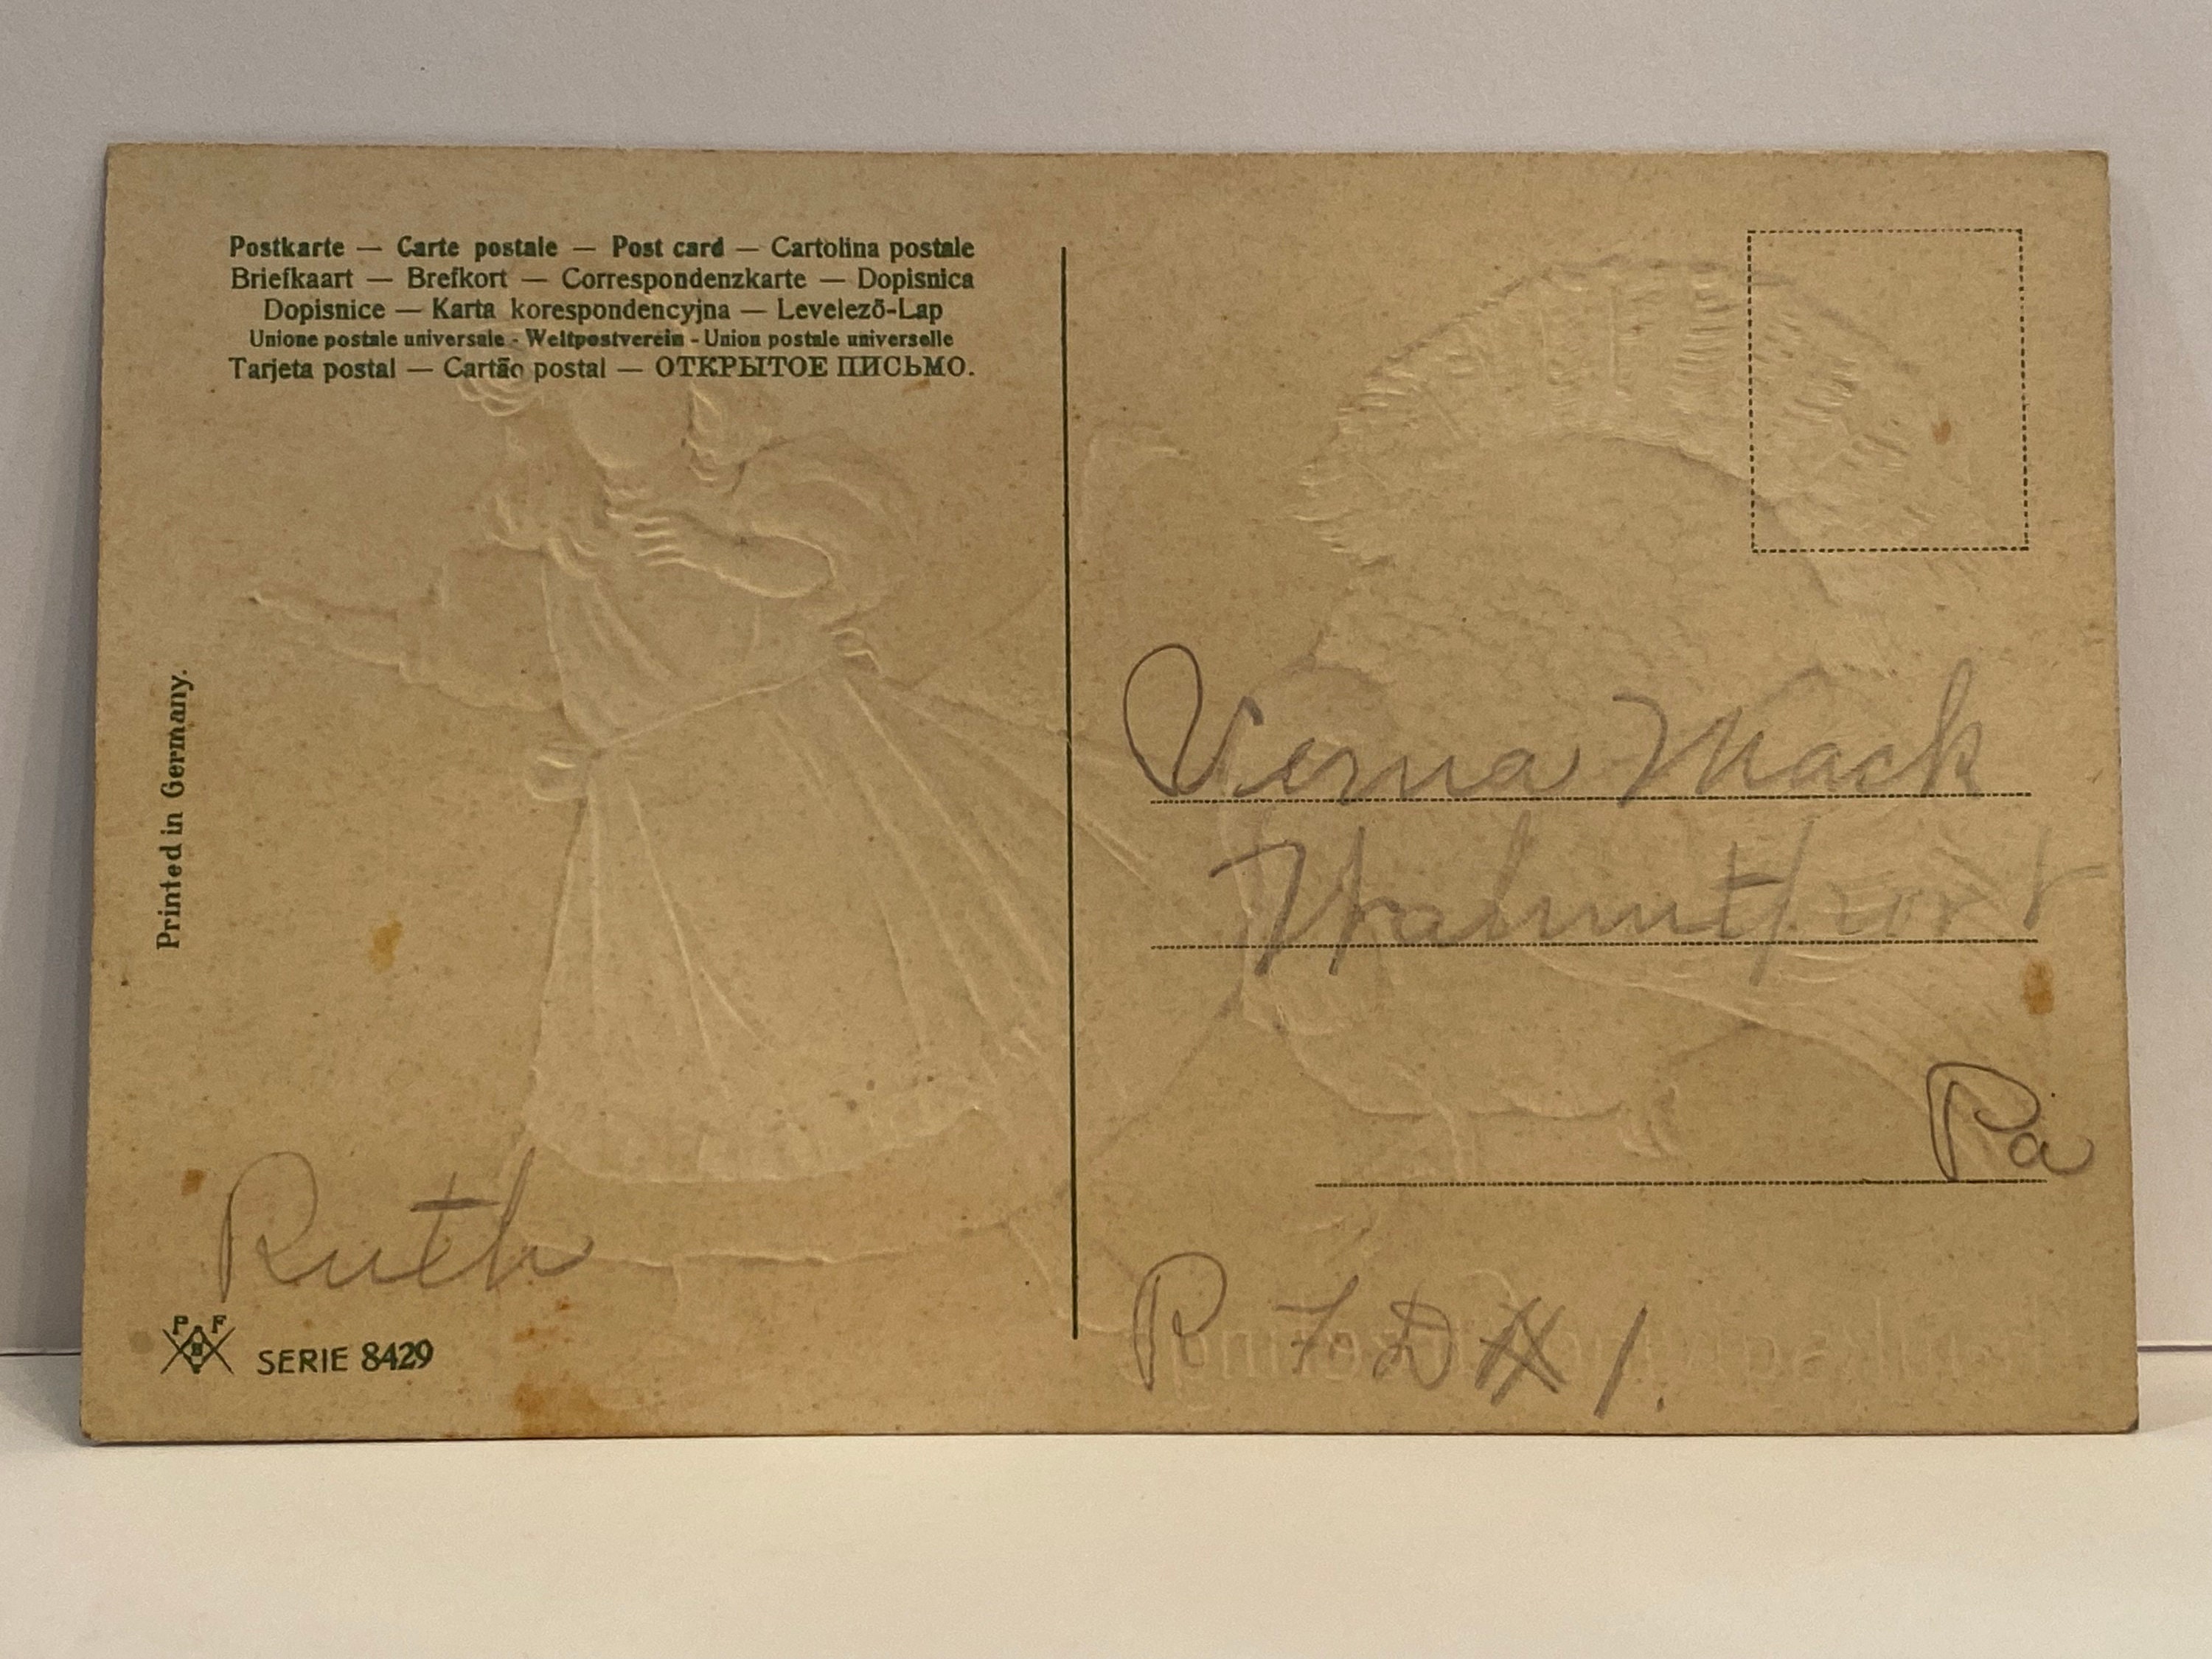 Postkarte — Carte postale — Post card — Cartolina postale
Briefkaart — Brefkort — Correspondenzkarte — Dopisnica
Dopisnice — Karta korespondencyjna — Levelező-Lap
Unione postale universale - Weltpostverein - Union postale universelle
Tarjeta postal — Cartão postal — ОТКРЫТОЕ ПИСЬМО.
Printed in Germany.
Ruth
P F
B
SERIE 8429
Verna Mack
Walnutport
Pa
R F D # 1.